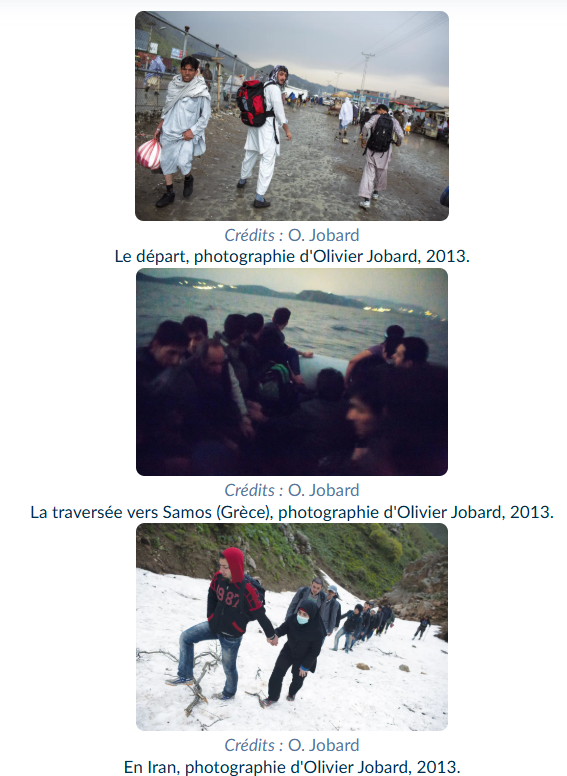 Crédits : O. Jobard
Le départ, photographie d'Olivier Jobard, 2013.
Crédits : O. Jobard
La traversée vers Samos (Grèce), photographie d'Olivier Jobard, 2013.
1987
Crédits : O. Jobard
En Iran, photographie d'Olivier Jobard, 2013.